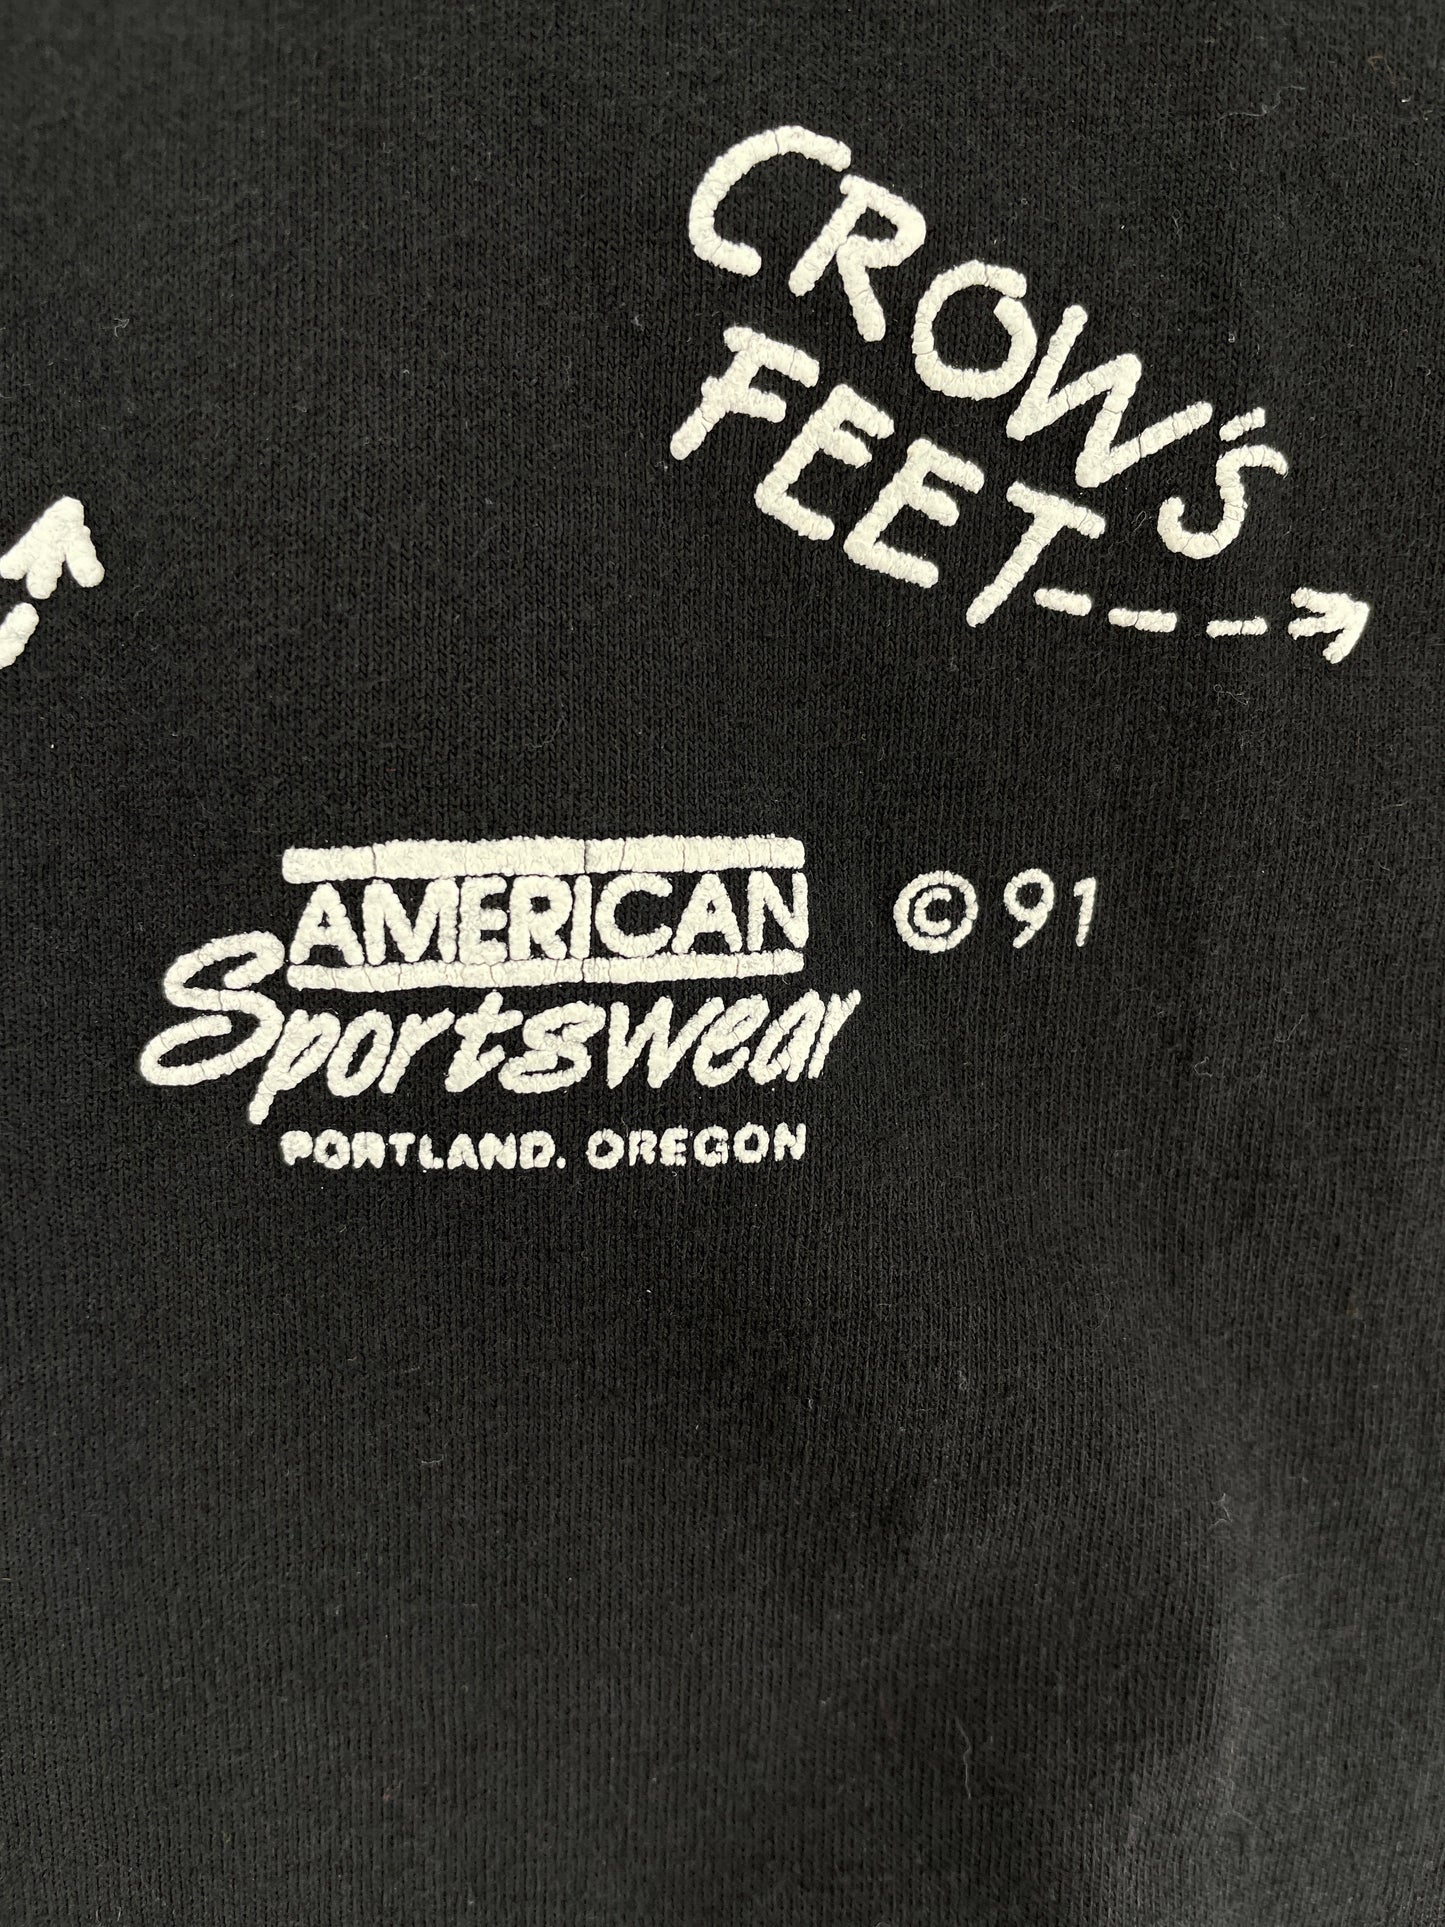 CROW'S
FEET
AMERICAN © 91
Sportswear
PORTLAND. OREGON